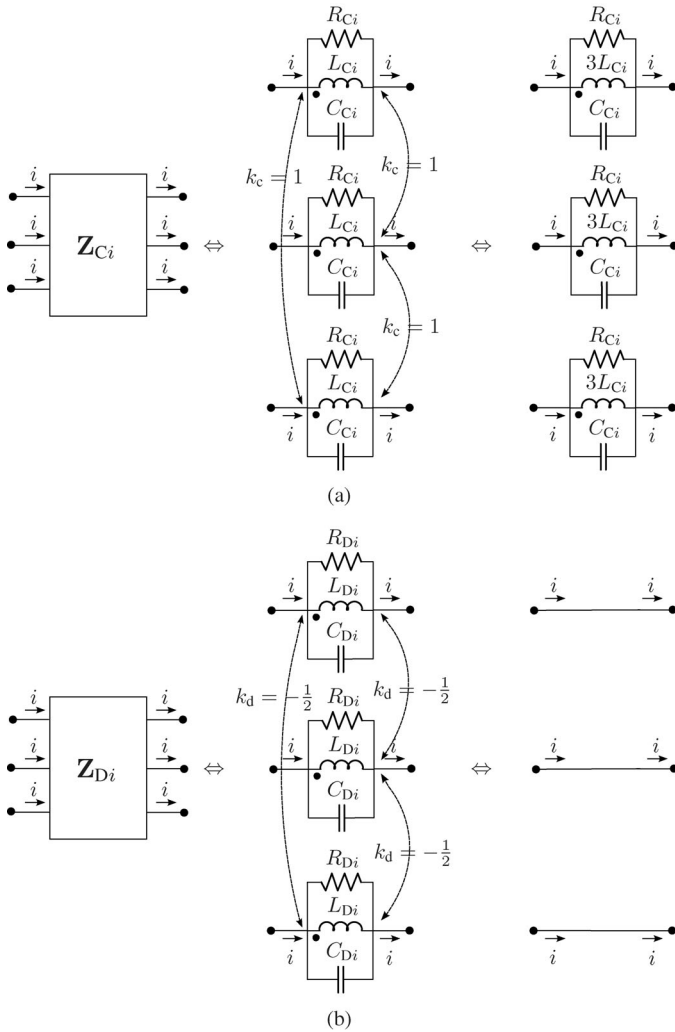 R_Ci R_Ci
i L_Ci i i 3L_Ci i
C_Ci C_Ci
k_c = 1 k_c = 1
R_Ci R_Ci
i i i L_Ci i i 3L_Ci i
i Z_Ci i ⇔ C_Ci ⇔ C_Ci
i i
k_c = 1
R_Ci R_Ci
L_Ci 3L_Ci
i C_Ci i i C_Ci i
(a)
R_Di
i L_Di i i i
C_Di
k_d = −1/2 k_d = −1/2
R_Di
i i i L_Di i i i
i Z_Di i ⇔ C_Di ⇔
i i
k_d = −1/2
R_Di
L_Di
i C_Di i i i
(b)